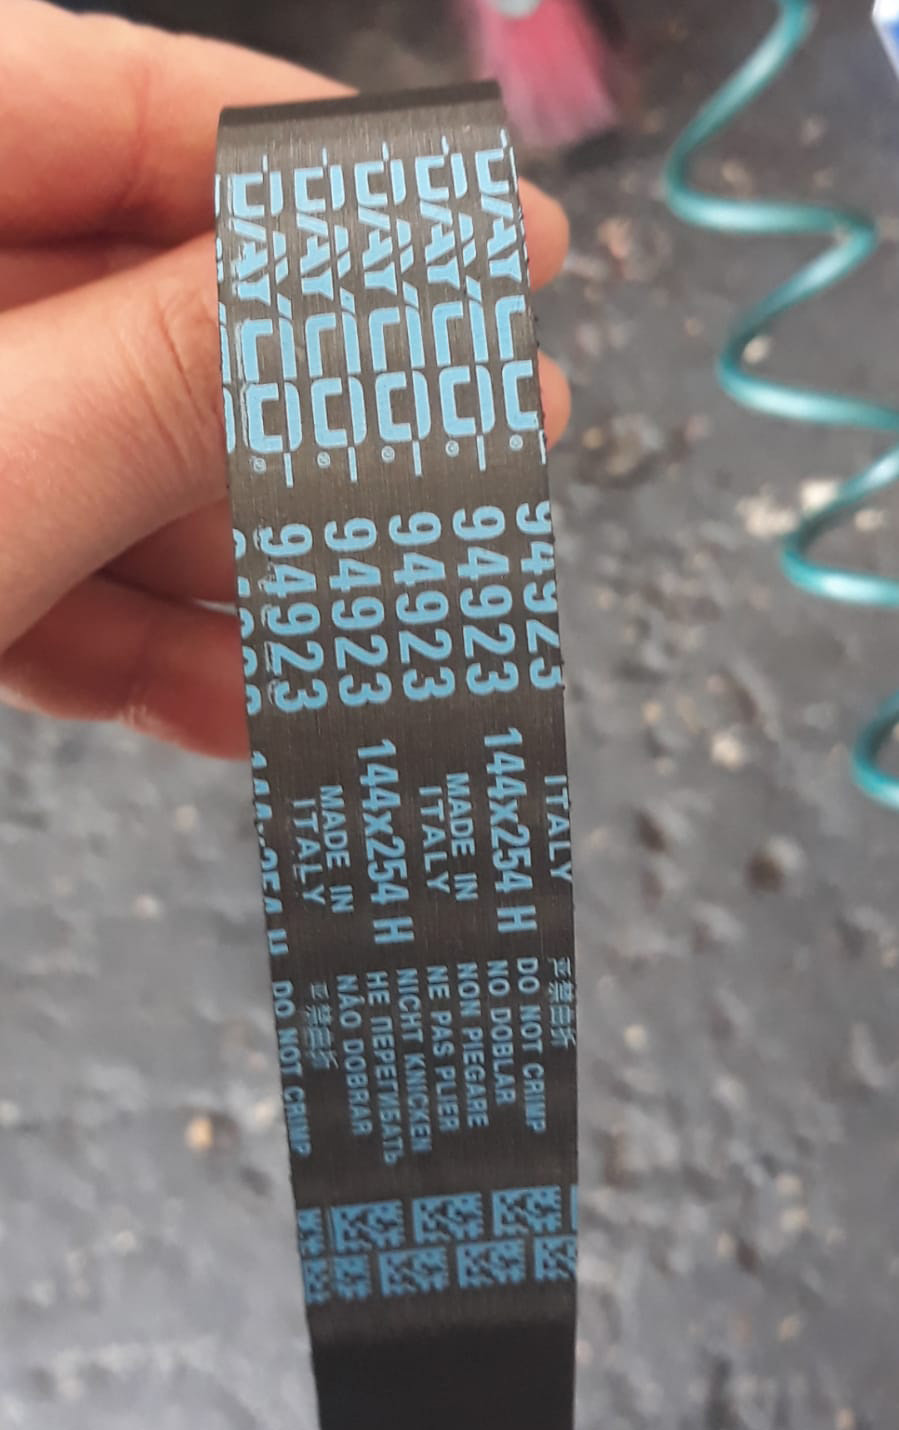 DAYCO®
DAYCO®
DAYCO®
DAYCO®
DAYCO®
94923
94923
94923
94923
94923
ITALY
144x254 H
MADE IN
ITALY
144x254 H
MADE IN
ITALY
DO NOT CRIMP
NO DOBLAR
NON PIEGARE
NE PAS PLIER
NICHT KNICKEN
НЕ ПЕРЕГИБАТЬ
NÃO DOBRAR
DO NOT CRIMP